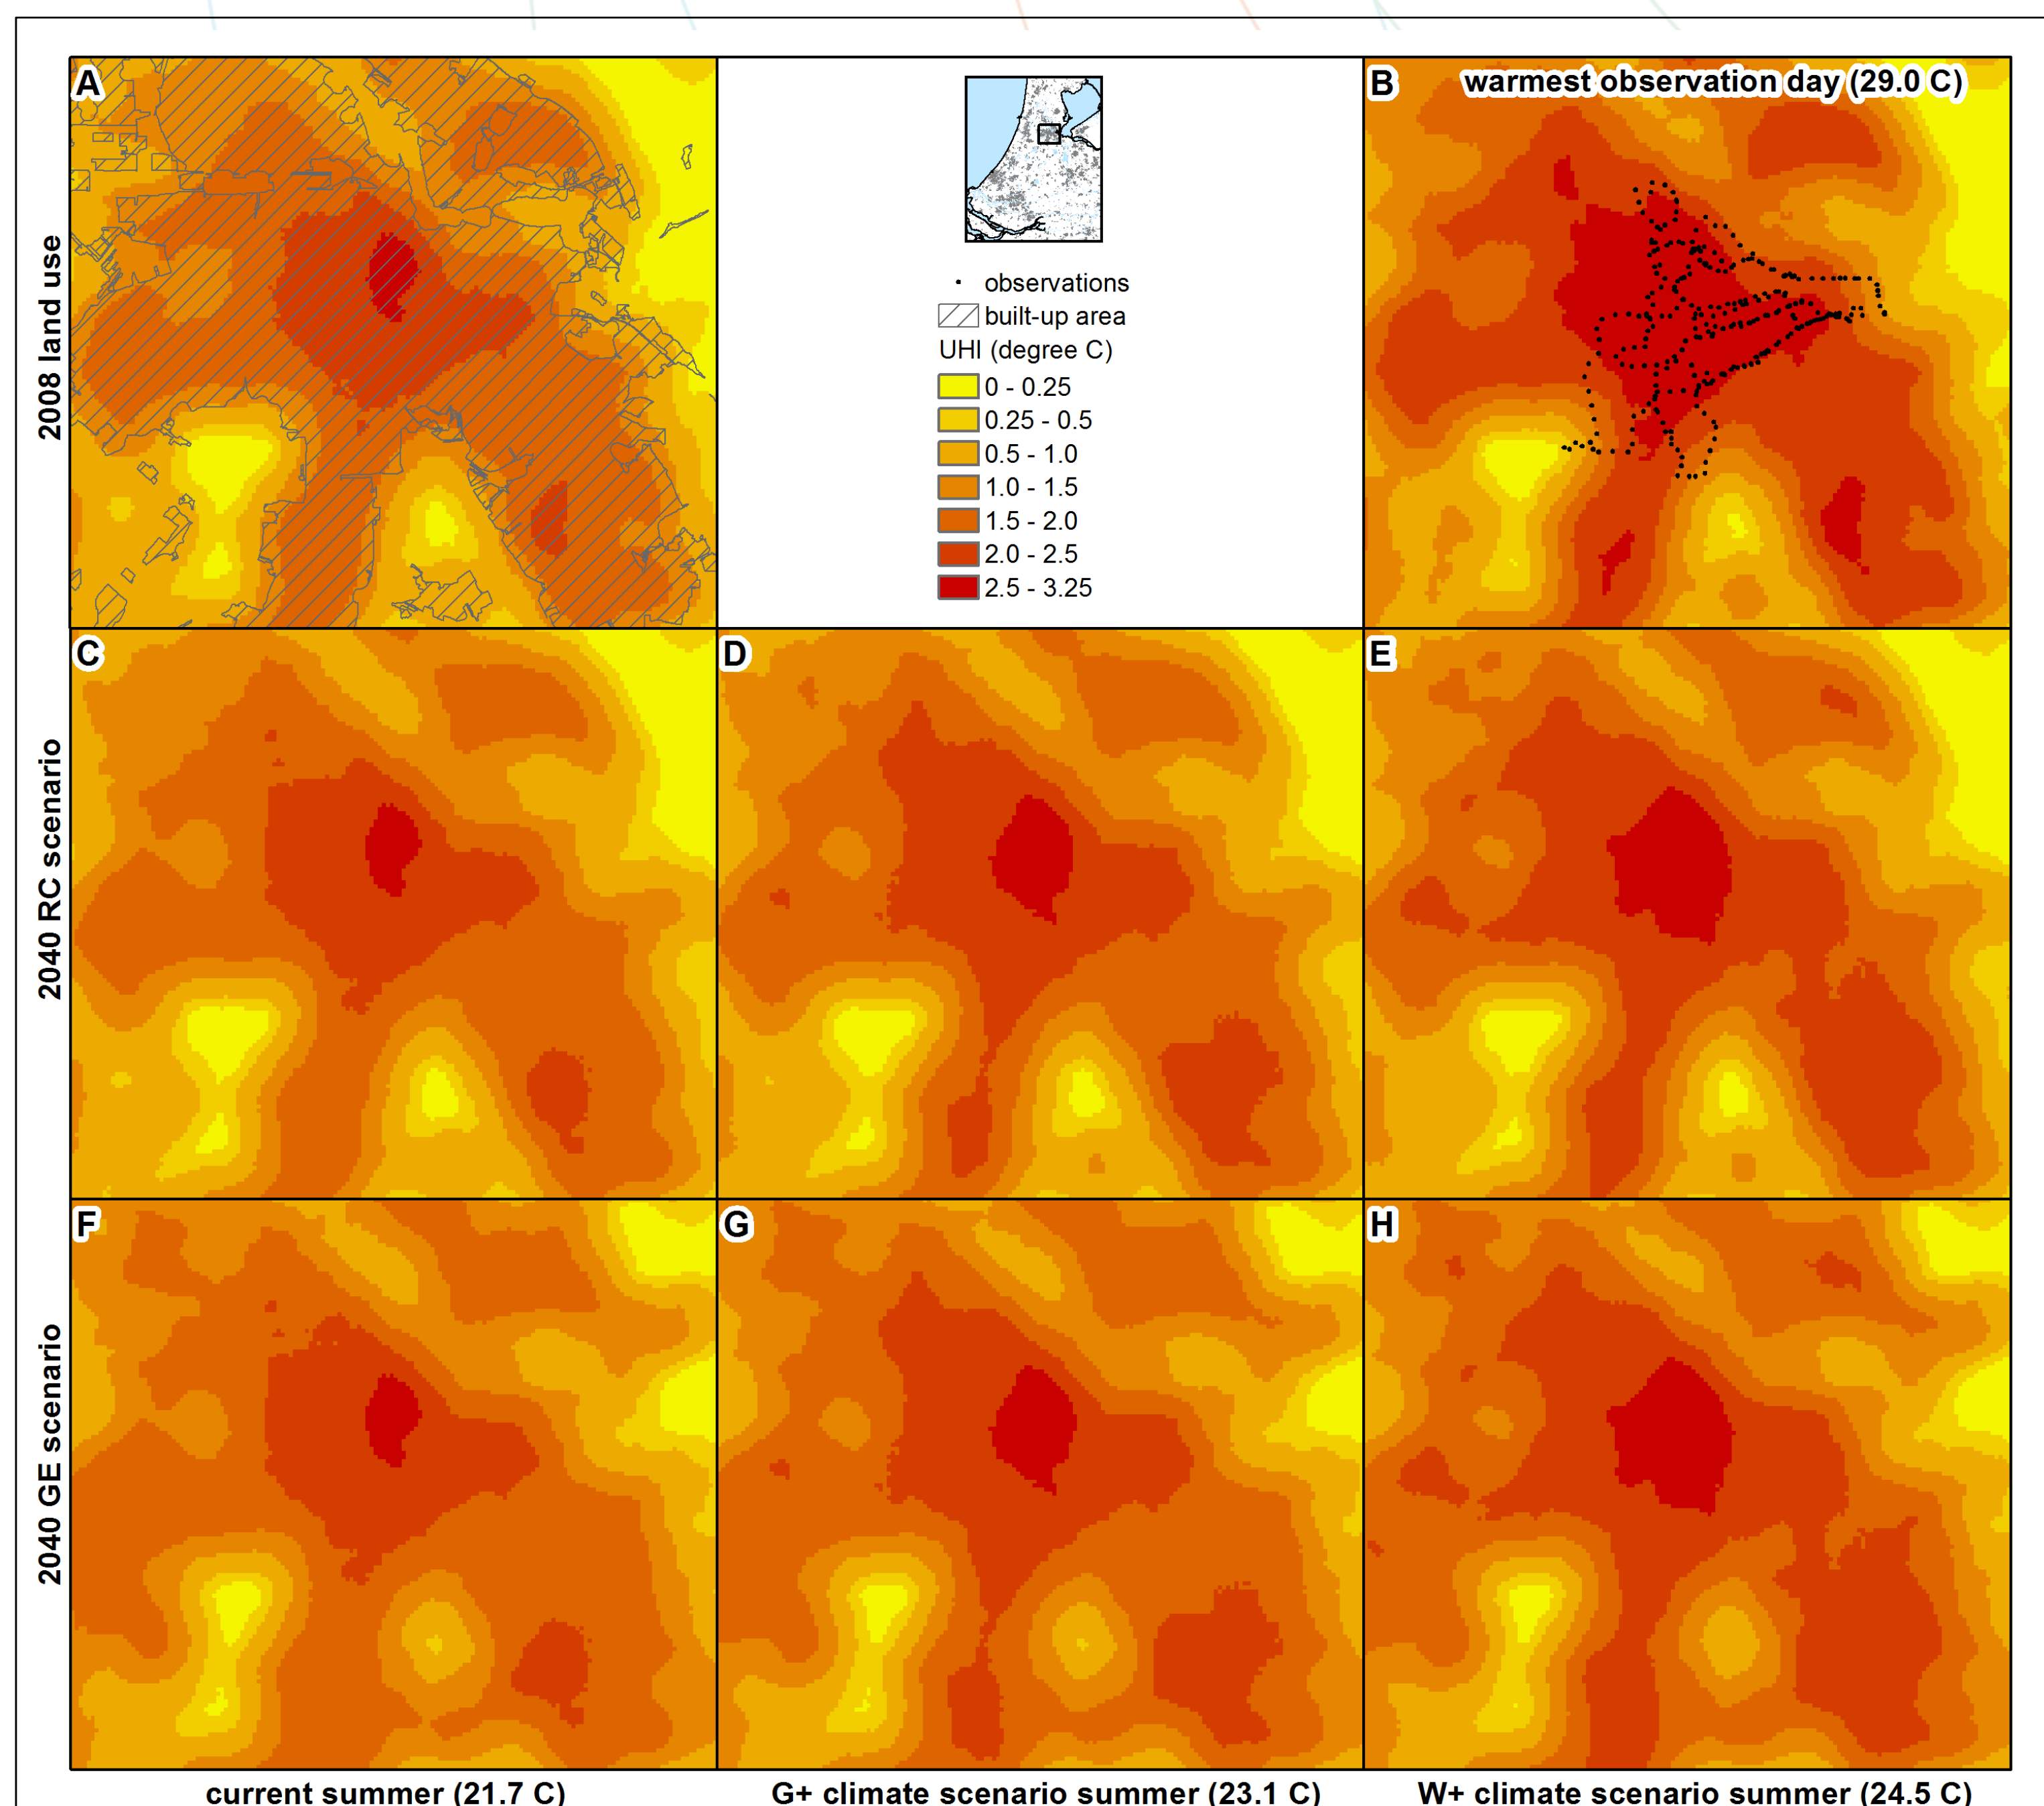 A
B
warmest observation day (29.0 C)
2008 land use
observations
built-up area
UHI (degree C)
0 - 0.25
0.25 - 0.5
0.5 - 1.0
1.0 - 1.5
1.5 - 2.0
2.0 - 2.5
2.5 - 3.25
C
D
E
2040 RC scenario
F
G
H
2040 GE scenario
current summer (21.7 C)
G+ climate scenario summer (23.1 C)
W+ climate scenario summer (24.5 C)